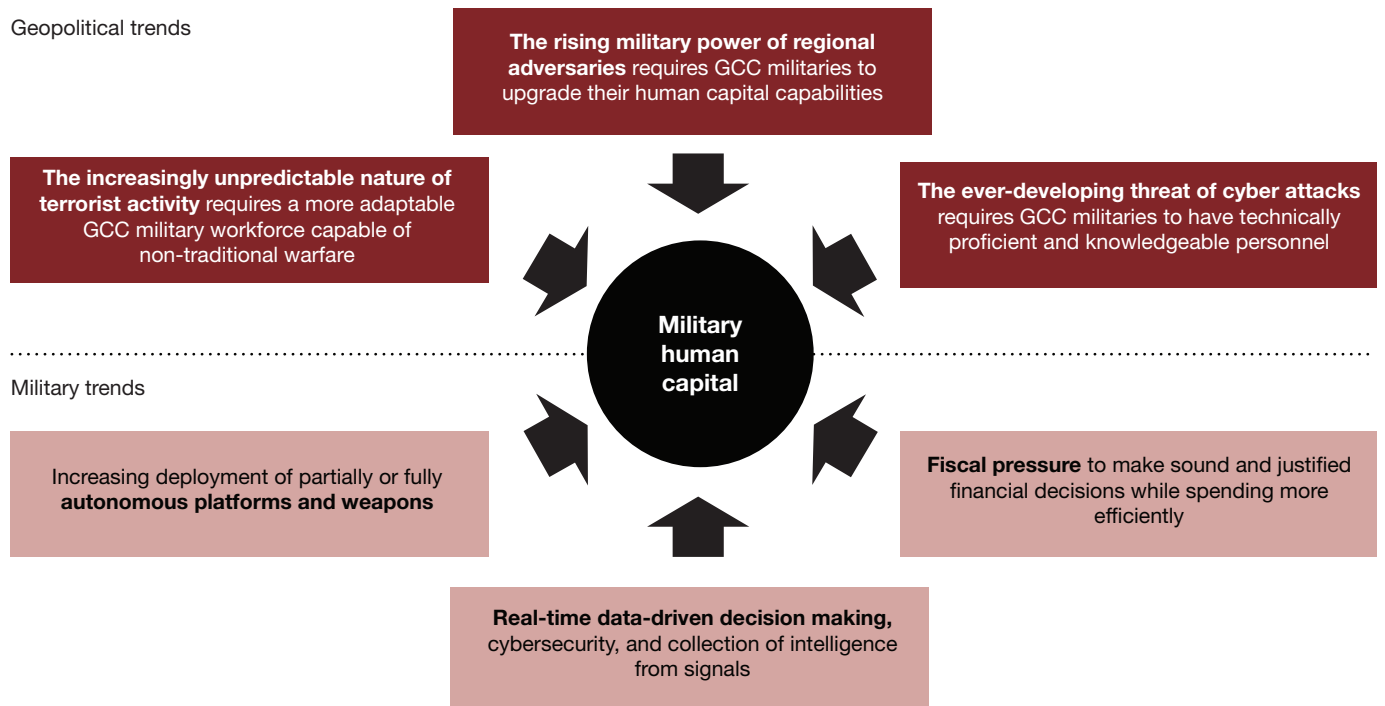 Geopolitical trends
The rising military power of regional
adversaries requires GCC militaries to
upgrade their human capital capabilities
The increasingly unpredictable nature of
terrorist activity requires a more adaptable
GCC military workforce capable of
non-traditional warfare
The ever-developing threat of cyber attacks
requires GCC militaries to have technically
proficient and knowledgeable personnel
Military
human
capital
Military trends
Increasing deployment of partially or fully
autonomous platforms and weapons
Fiscal pressure to make sound and justified
financial decisions while spending more
efficiently
Real-time data-driven decision making,
cybersecurity, and collection of intelligence
from signals